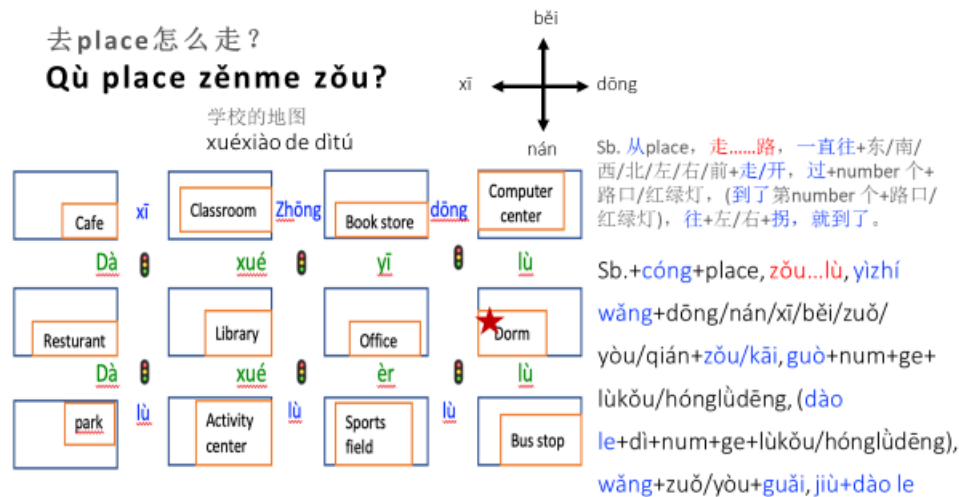 去place怎么走？
Qù place zěnme zǒu?
学校的地图
xuéxiào de dìtú
běi
xī
dōng
nán
Cafe
xī
Classroom
Zhōng
Book store
dōng
Computer
center
Dà
xué
yī
lù
Resturant
Library
Office
Dorm
Dà
xué
èr
lù
park
lù
Activity
center
lù
Sports
field
lù
Bus stop
Sb. 从place，走……路，一直往+东/南/
西/北/左/右/前+走/开，过+number 个+
路口/红绿灯，(到了第number 个+路口/
红绿灯)，往+左/右+拐，就到了。
Sb.+cóng+place, zǒu...lù, yìzhí
wǎng+dōng/nán/xī/běi/zuǒ/
yòu/qián+zǒu/kāi, guò+num+ge+
lùkǒu/hónglǜdēng, (dào
le+dì+num+ge+lùkǒu/hónglǜdēng),
wǎng+zuǒ/yòu+guǎi, jiù+dào le